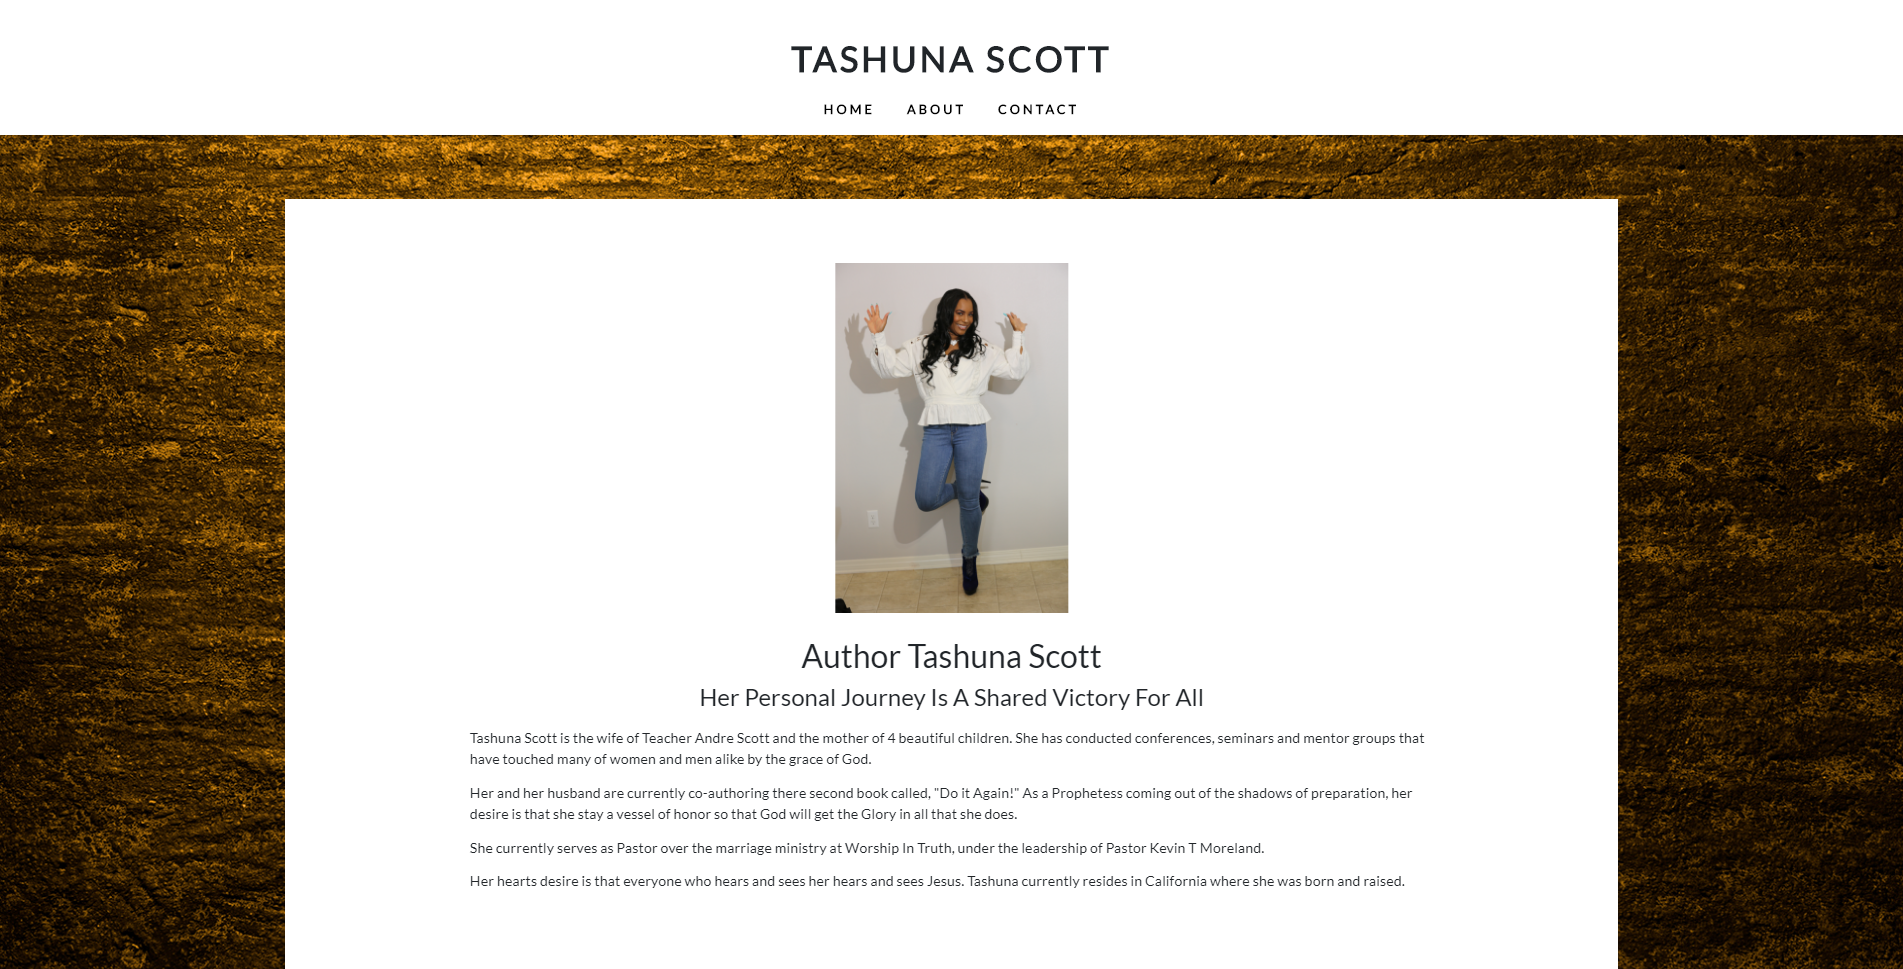 TASHUNA SCOTT
HOME ABOUT CONTACT
Author Tashuna Scott
Her Personal Journey Is A Shared Victory For All
Tashuna Scott is the wife of Teacher Andre Scott and the mother of 4 beautiful children. She has conducted conferences, seminars and mentor groups that
have touched many of women and men alike by the grace of God.
Her and her husband are currently co-authoring there second book called, "Do it Again!" As a Prophetess coming out of the shadows of preparation, her
desire is that she stay a vessel of honor so that God will get the Glory in all that she does.
She currently serves as Pastor over the marriage ministry at Worship In Truth, under the leadership of Pastor Kevin T Moreland.
Her hearts desire is that everyone who hears and sees her hears and sees Jesus. Tashuna currently resides in California where she was born and raised.